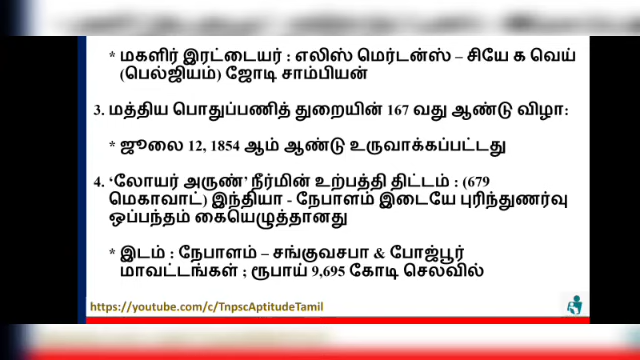 * மகளிர் இரட்டையர் : எலிஸ் மெர்டன்ஸ் – சியே க வெய்
(பெல்ஜியம்) ஜோடி சாம்பியன்
3. மத்திய பொதுப்பணித் துறையின் 167 வது ஆண்டு விழா:
* ஜூலை 12, 1854 ஆம் ஆண்டு உருவாக்கப்பட்டது
4. ‘லோயர் அருண்’ நீர்மின் உற்பத்தி திட்டம் : (679
மெகாவாட்) இந்தியா - நேபாளம் இடையே புரிந்துணர்வு
ஒப்பந்தம் கையெழுத்தானது
* இடம் : நேபாளம் – சங்குவசபா & போஜ்பூர்
மாவட்டங்கள் ; ரூபாய் 9,695 கோடி செலவில்
https://youtube.com/c/TnpscAptitudeTamil